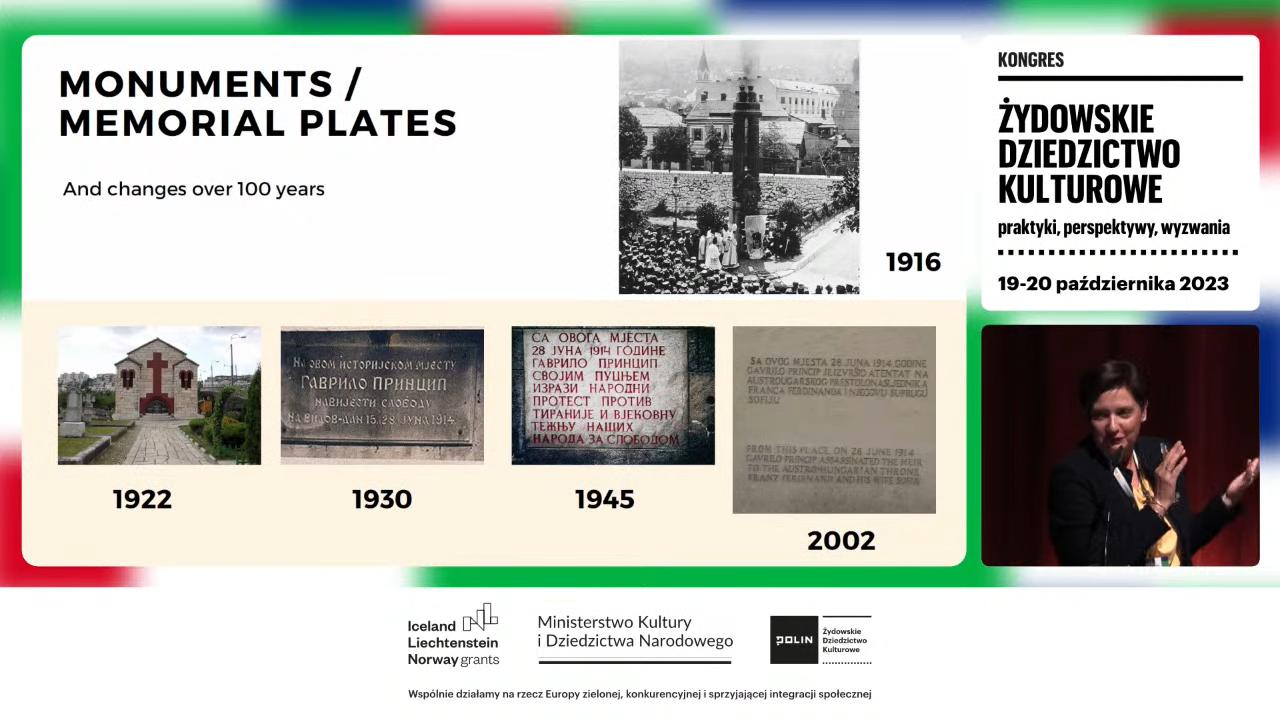 MONUMENTS /
MEMORIAL PLATES
And changes over 100 years
1916
1922
НА ОВОМ ИСТОРИЈСКОМ МЈЕСТУ
ГАВРИЛО ПРИНЦИП
НАВИЈЕСТИ СЛОБОДУ
НА ВИДОВ-ДАН 15./28. ЈУНА 1914.
1930
СА ОВОГА МЈЕСТА
28 ЈУНА 1914 ГОДИНЕ
ГАВРИЛО ПРИНЦИП
СВОЈИМ ПУЦЊЕМ
ИЗРАЗИ НАРОДНИ
ПРОТЕСТ ПРОТИВ
ТИРАНИЈЕ И ВЈЕКОВНУ
ТЕЖЊУ НАШИХ
НАРОДА ЗА СЛОБОДОМ
1945
SA OVOG MJESTA 28 JUNA 1914 GODINE
GAVRILO PRINCIP JE IZVRŠIO ATENTAT NA
AUSTROUGARSKOG PRESTOLONASLJEDNIKA
FRANCA FERDINANDA I NJEGOVU SUPRUGU
SOFIJU
FROM THIS PLACE ON 28 JUNE 1914
GAVRILO PRINCIP ASSASSINATED THE HEIR
TO THE AUSTRO-HUNGARIAN THRONE
FRANZ FERDINAND AND HIS WIFE SOFIA
2002
KONGRES
ŻYDOWSKIE
DZIEDZICTWO
KULTUROWE
praktyki, perspektywy, wyzwania
19-20 października 2023
Iceland
Liechtenstein
Norway grants
Ministerstwo Kultury
i Dziedzictwa Narodowego
POLIN
Żydowskie
Dziedzictwo
Kulturowe
Wspólnie działamy na rzecz Europy zielonej, konkurencyjnej i sprzyjającej integracji społecznej